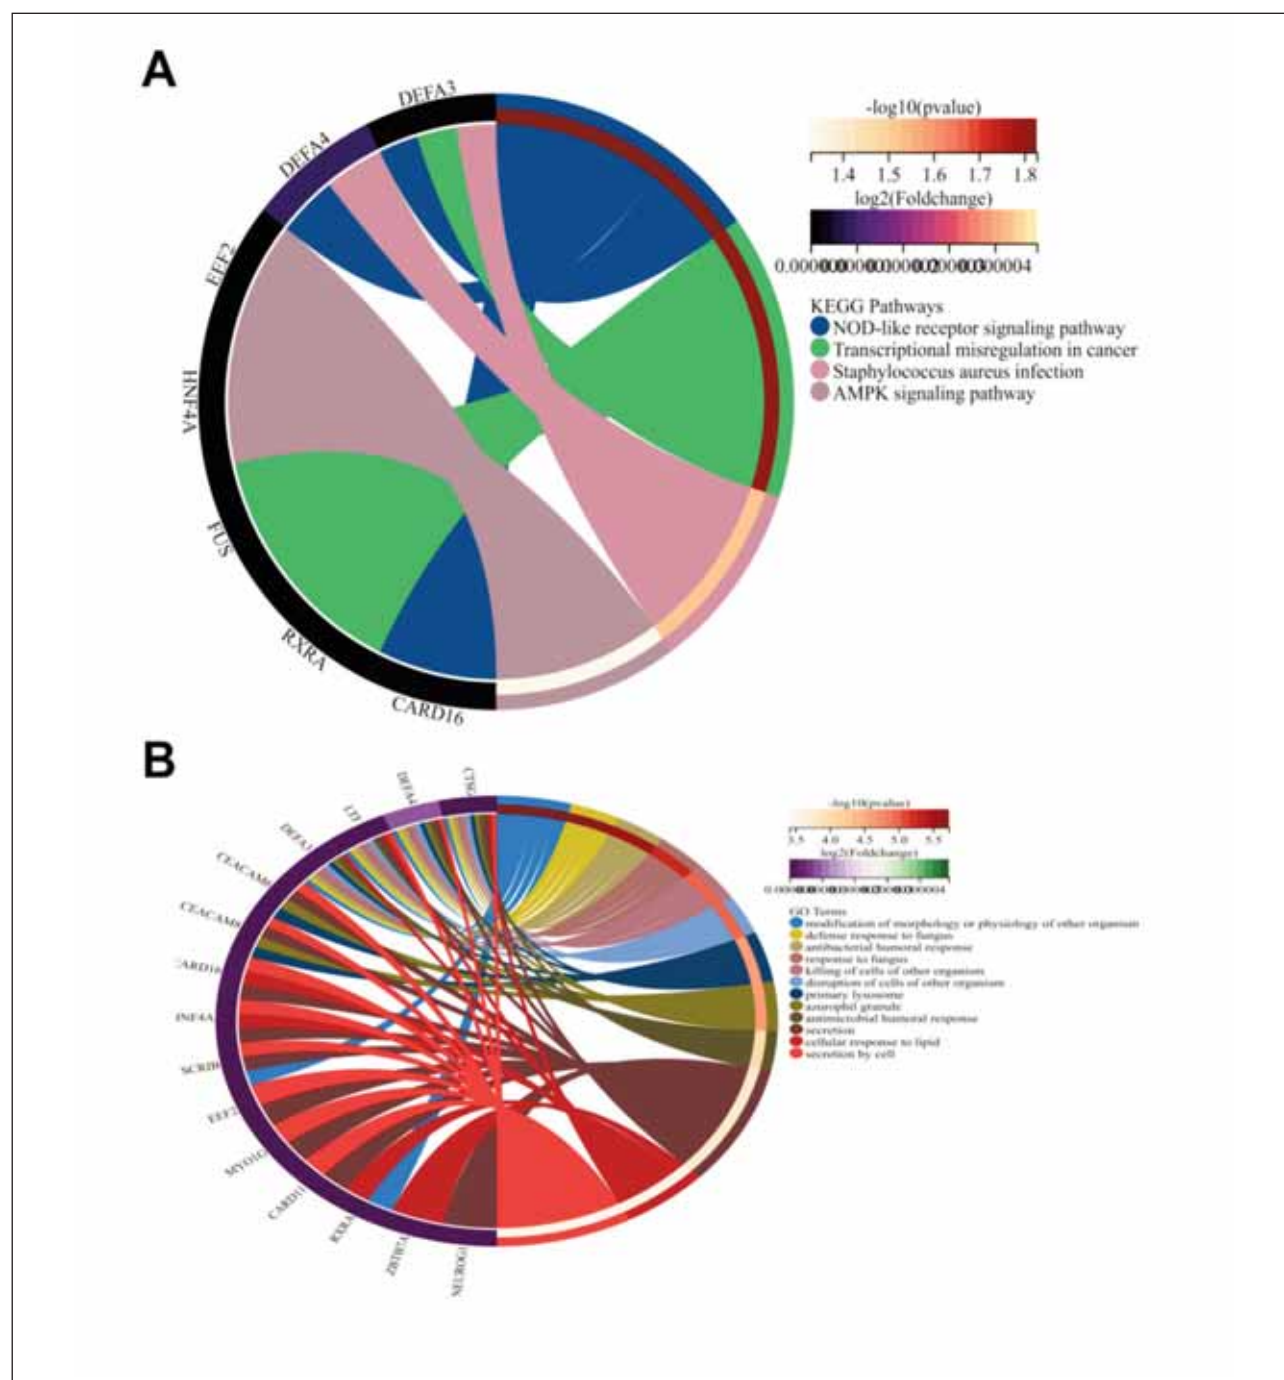 A
DEFA3
DEFA4
EEF2
HNF4A
FUS
RXRA
CARD16
-log10(pvalue)
1.4 1.5 1.6 1.7 1.8
log2(Foldchange)
KEGG Pathways
NOD-like receptor signaling pathway
Transcriptional misregulation in cancer
Staphylococcus aureus infection
AMPK signaling pathway
B
DEFA4
LTF
DEFA3
CEACAM6
CEACAM8
SCRIB
EEF2
MYO1G
CARD11
RXRA
ZBTB7A
NEUROG1
-log10(pvalue)
3.5 4.0 4.5 5.0 5.5
log2(Foldchange)
GO Terms
modification of morphology or physiology of other organism
defense response to fungus
antibacterial humoral response
response to fungus
killing of cells of other organism
disruption of cells of other organism
primary lysosome
azurophil granule
antimicrobial humoral response
secretion
cellular response to lipid
secretion by cell